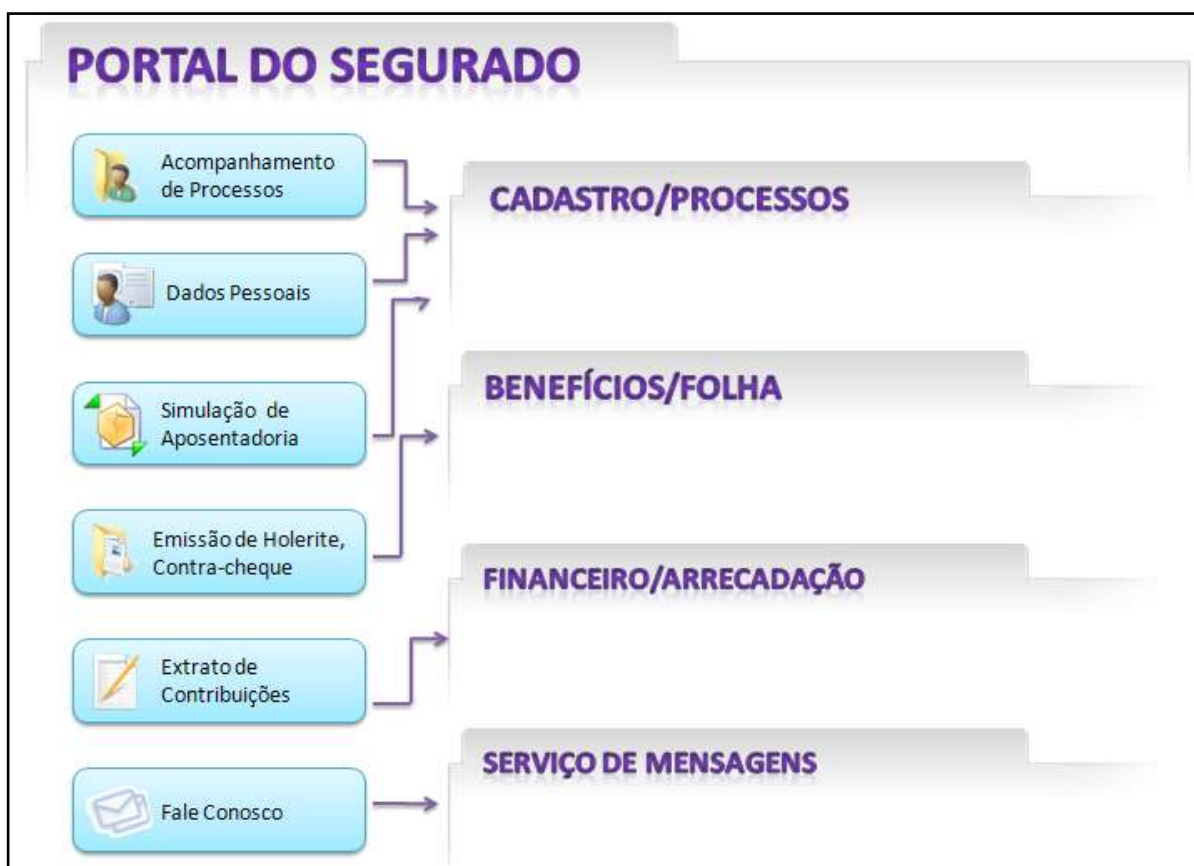 PORTAL DO SEGURADO
Acompanhamento
de Processos
Dados Pessoais
Simulação de
Aposentadoria
Emissão de Holerite,
Contra-cheque
Extrato de
Contribuições
Fale Conosco
CADASTRO/PROCESSOS
BENEFÍCIOS/FOLHA
FINANCEIRO/ARRECADAÇÃO
SERVIÇO DE MENSAGENS